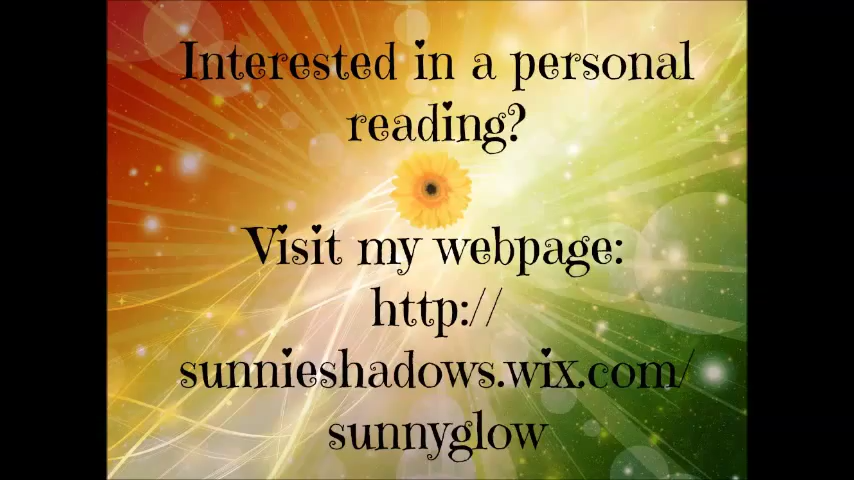 Interested in a personal
reading?
Visit my webpage:
http://
sunnieshadows.wix.com/
sunnyglow